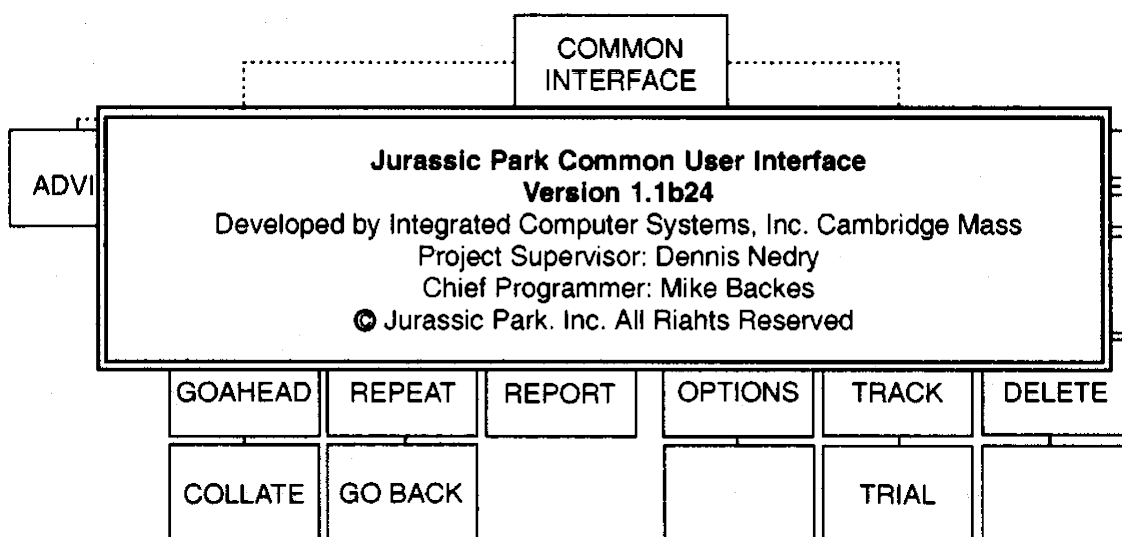 COMMON
INTERFACE
ADVI
Jurassic Park Common User Interface
Version 1.1b24
Developed by Integrated Computer Systems, Inc. Cambridge Mass
Project Supervisor: Dennis Nedry
Chief Programmer: Mike Backes
© Jurassic Park. Inc. All Riahts Reserved
GOAHEAD REPEAT REPORT OPTIONS TRACK DELETE
COLLATE GO BACK TRIAL